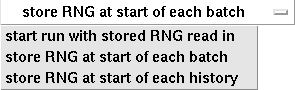 store RNG at start of each batch
start run with stored RNG read in
store RNG at start of each batch
store RNG at start of each history